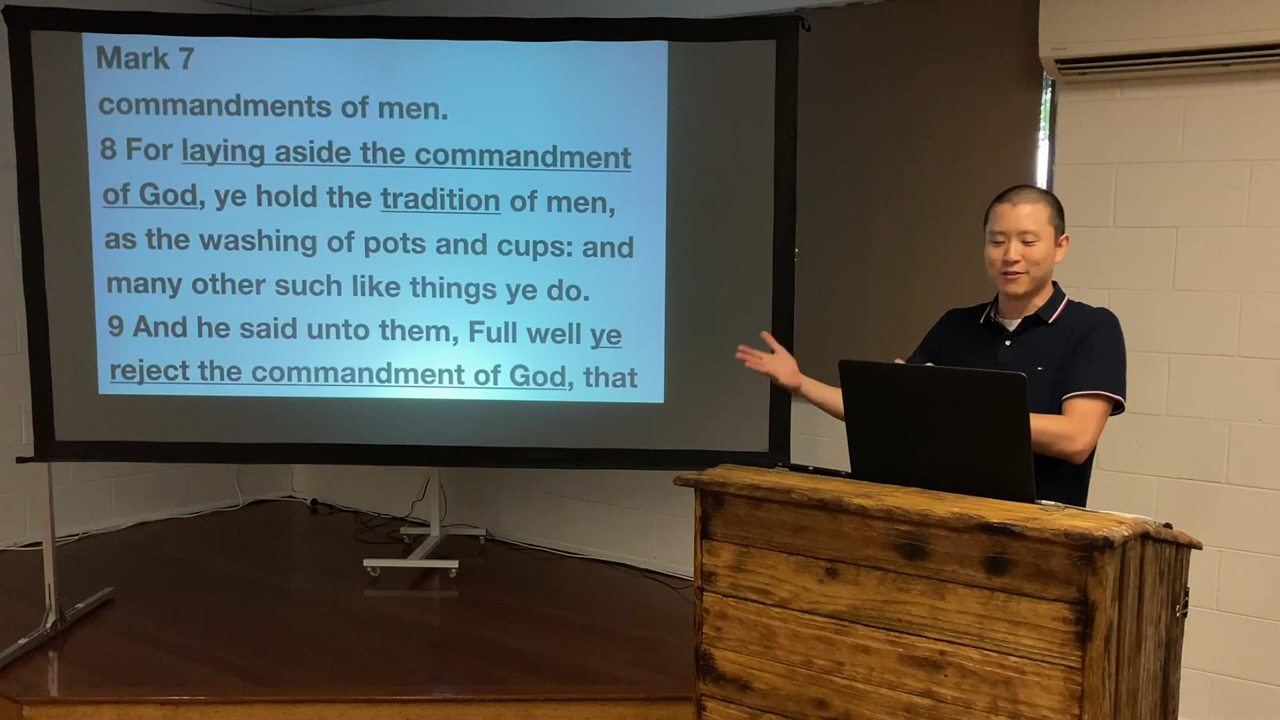 Mark 7
commandments of men.
8 For laying aside the commandment
of God, ye hold the tradition of men,
as the washing of pots and cups: and
many other such like things ye do.
9 And he said unto them, Full well ye
reject the commandment of God, that